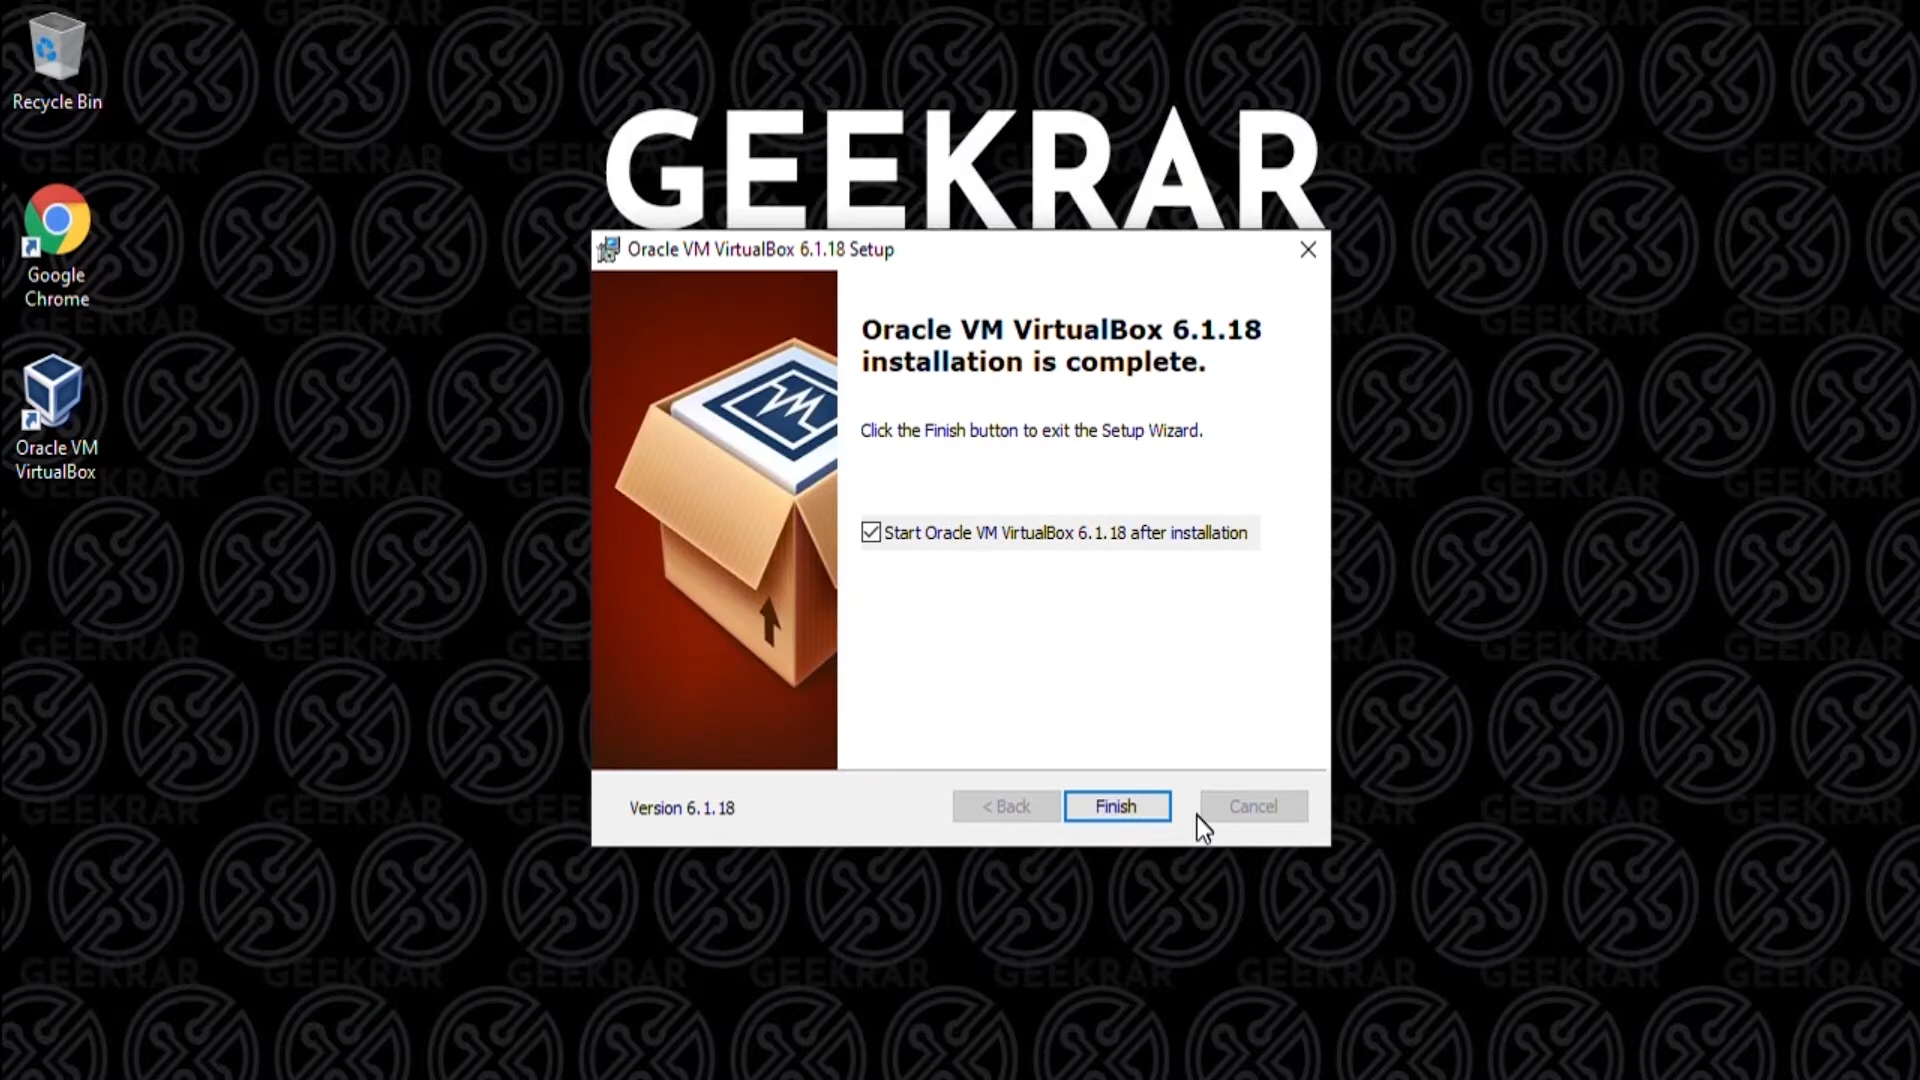 Recycle Bin
Google
Chrome
Oracle VM
VirtualBox
GEEKRAR
Oracle VM VirtualBox 6.1.18 Setup
Oracle VM VirtualBox 6.1.18
installation is complete.
Click the Finish button to exit the Setup Wizard.
Start Oracle VM VirtualBox 6.1.18 after installation
Version 6.1.18
< Back
Finish
Cancel